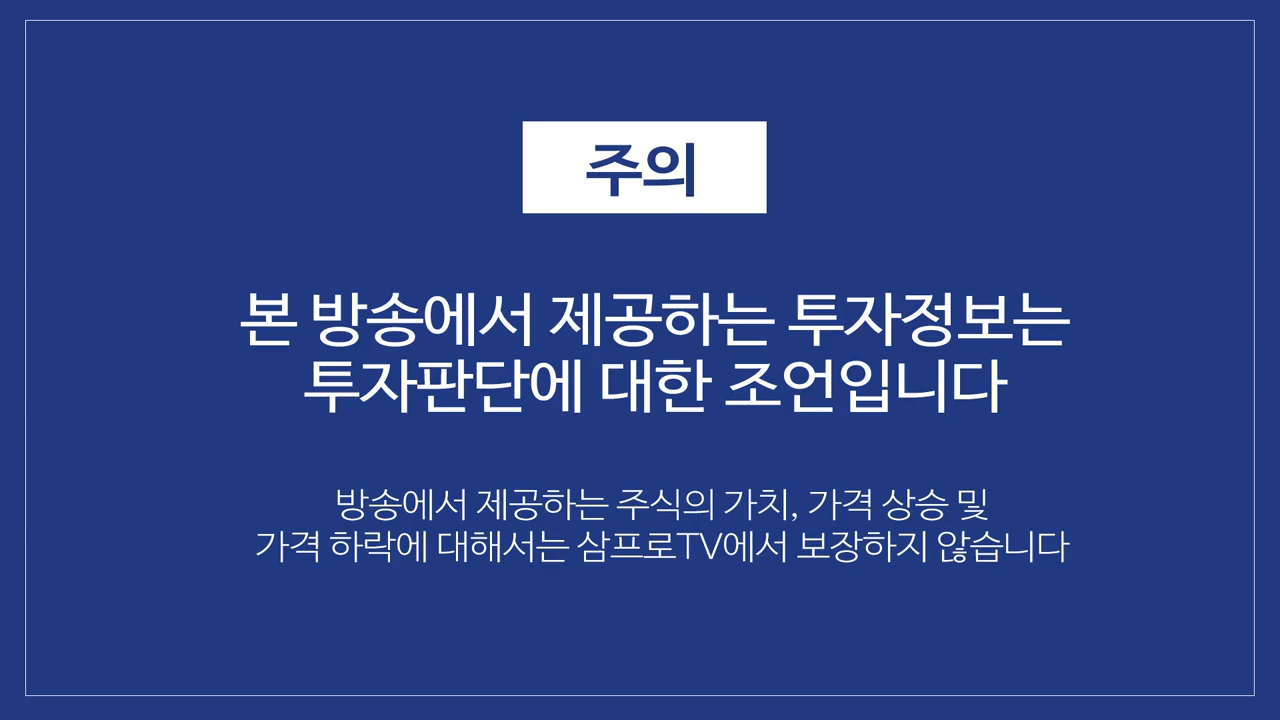 주의
본 방송에서 제공하는 투자정보는
투자판단에 대한 조언입니다
방송에서 제공하는 주식의 가치, 가격 상승 및
가격 하락에 대해서는 삼프로TV에서 보장하지 않습니다